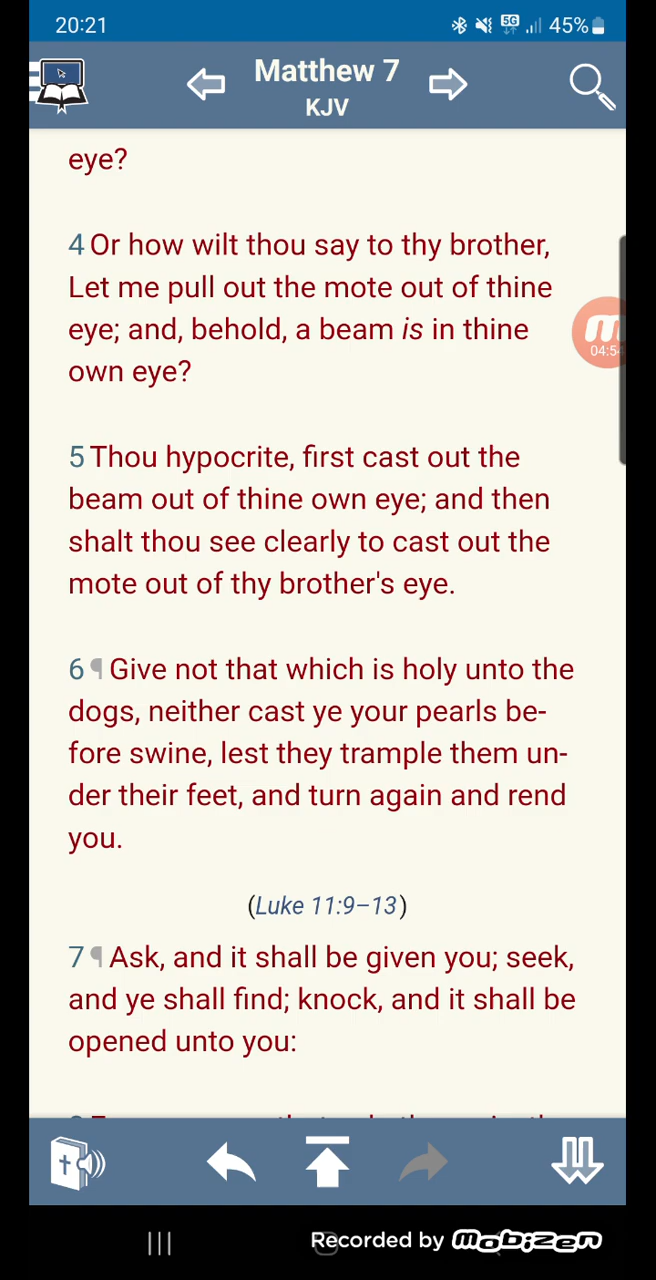 20:21 5G 45%
Matthew 7
KJV
eye?
4 Or how wilt thou say to thy brother,
Let me pull out the mote out of thine
eye; and, behold, a beam is in thine
own eye?
04:54
5 Thou hypocrite, first cast out the
beam out of thine own eye; and then
shalt thou see clearly to cast out the
mote out of thy brother's eye.
6 ¶ Give not that which is holy unto the
dogs, neither cast ye your pearls be-
fore swine, lest they trample them un-
der their feet, and turn again and rend
you.
(Luke 11:9–13)
7 ¶ Ask, and it shall be given you; seek,
and ye shall find; knock, and it shall be
opened unto you:
Recorded by mobizen